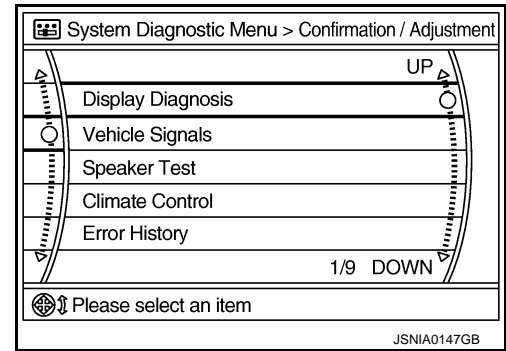 System Diagnostic Menu > Confirmation / Adjustment
UP
Display Diagnosis
Vehicle Signals
Speaker Test
Climate Control
Error History
1/9 DOWN
Please select an item
JSNIA0147GB